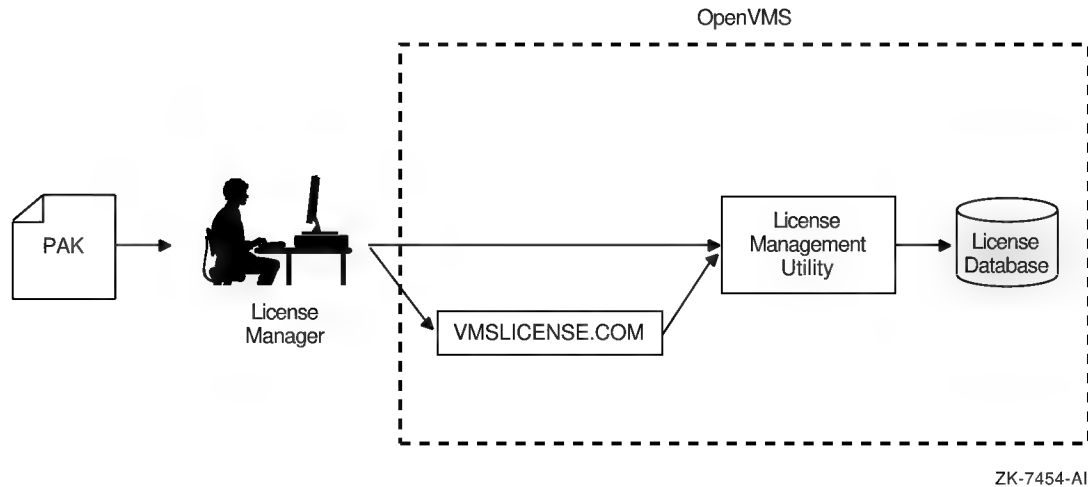 OpenVMS
PAK
License
Manager
VMSLICENSE.COM
License
Management
Utility
License
Database
ZK-7454-AI